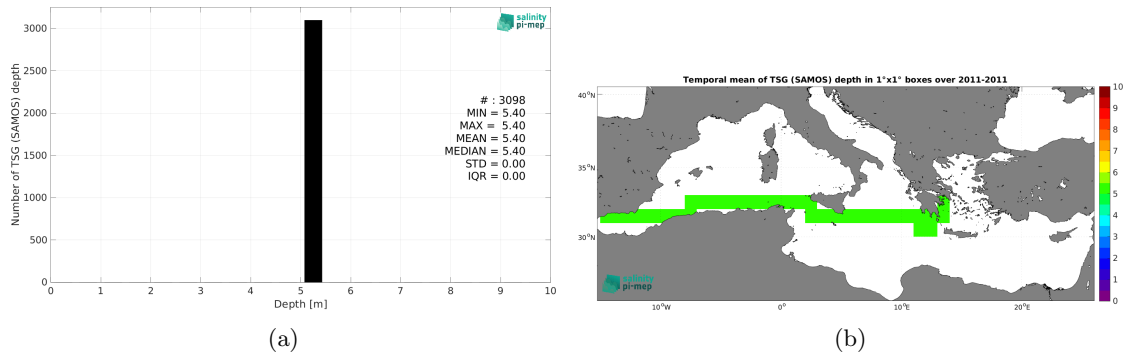 3000
2500
2000
1500
1000
500
0
Number of TSG (SAMOS) depth
salinity
pi-mep
# : 3098
MIN = 5.40
MAX = 5.40
MEAN = 5.40
MEDIAN = 5.40
STD = 0.00
IQR = 0.00
0 1 2 3 4 5 6 7 8 9 10
Depth [m]
(a)
Temporal mean of TSG (SAMOS) depth in 1°x1° boxes over 2011-2011
40°N
35°N
30°N
10°W 0° 10°E 20°E
salinity
pi-mep
10
9
8
7
6
5
4
3
2
1
0
(b)